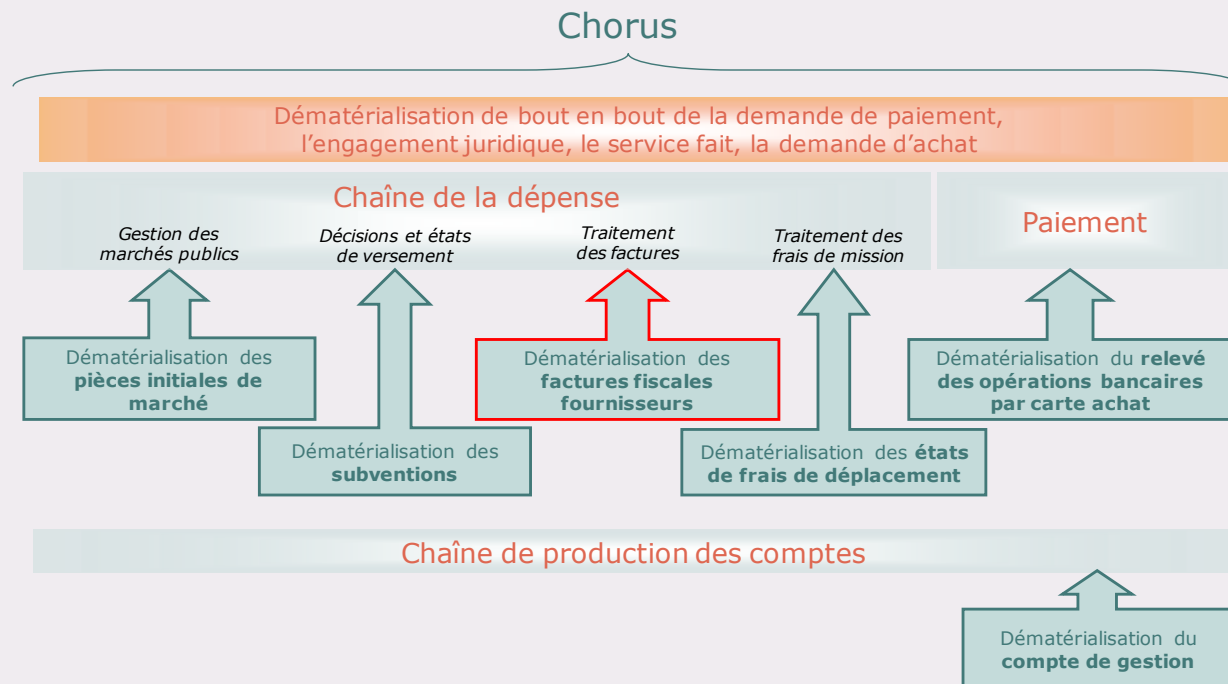 Chorus
Dématérialisation de bout en bout de la demande de paiement,
l’engagement juridique, le service fait, la demande d’achat
Chaîne de la dépense
Paiement
Gestion des
marchés publics
Décisions et états
de versement
Traitement
des factures
Traitement des
frais de mission
Dématérialisation des
pièces initiales de
marché
Dématérialisation des
factures fiscales
fournisseurs
Dématérialisation du relevé
des opérations bancaires
par carte achat
Dématérialisation des
subventions
Dématérialisation des états
de frais de déplacement
Chaîne de production des comptes
Dématérialisation du
compte de gestion